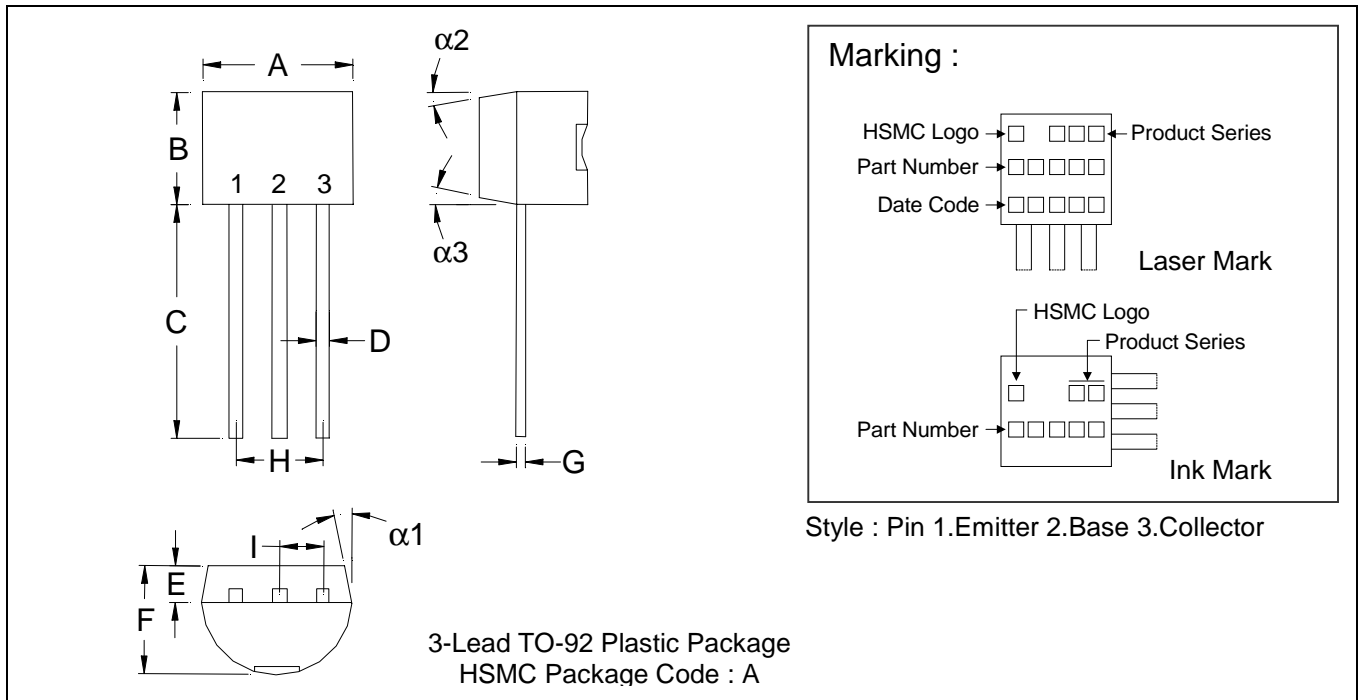 α2
A
B
1 2 3
α3
C
D
H
G
α1
I
E
F
3-Lead TO-92 Plastic Package
HSMC Package Code : A
Marking :
HSMC Logo
Product Series
Part Number
Date Code
Laser Mark
HSMC Logo
Product Series
Part Number
Ink Mark
Style : Pin 1.Emitter 2.Base 3.Collector